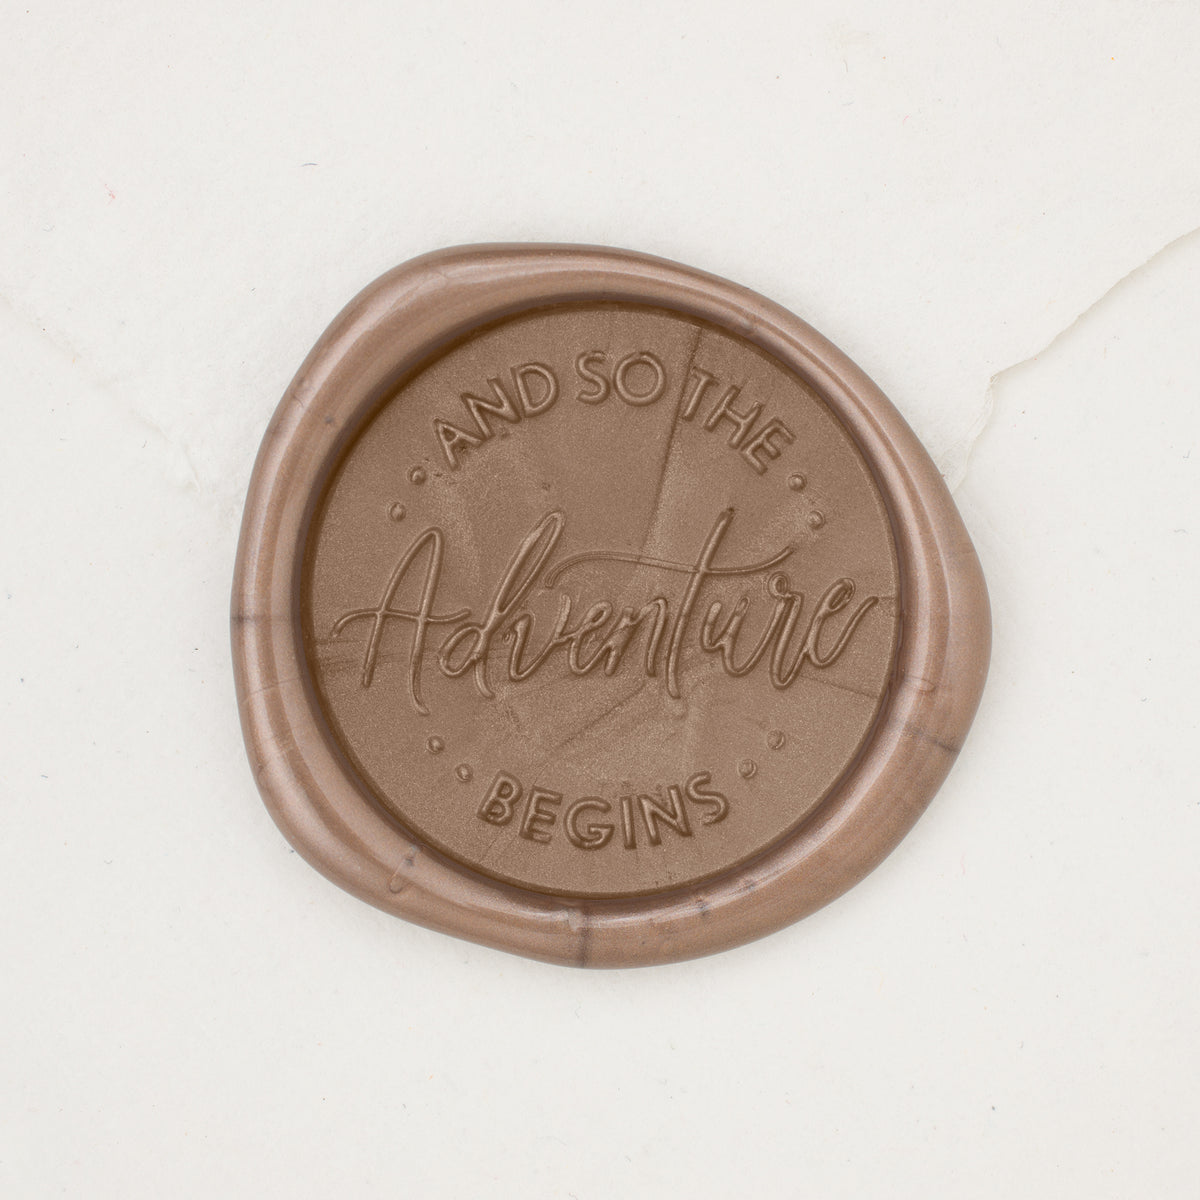 AND SO THE
Adventure
BEGINS